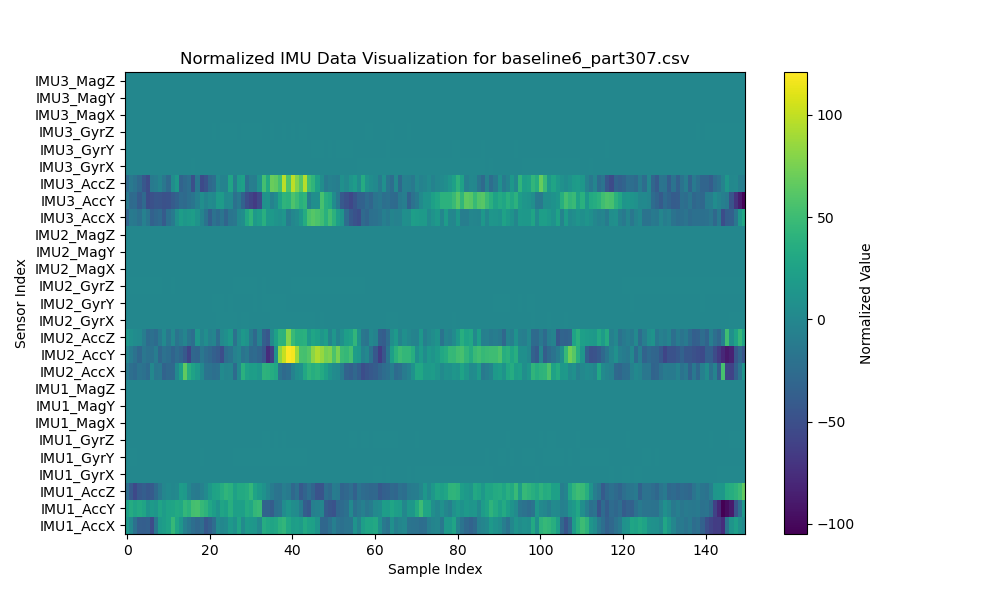 Normalized IMU Data Visualization for baseline6_part307.csv
IMU3_MagZ
IMU3_MagY
IMU3_MagX
IMU3_GyrZ
IMU3_GyrY
IMU3_GyrX
IMU3_AccZ
IMU3_AccY
IMU3_AccX
IMU2_MagZ
IMU2_MagY
IMU2_MagX
IMU2_GyrZ
IMU2_GyrY
IMU2_GyrX
IMU2_AccZ
IMU2_AccY
IMU2_AccX
IMU1_MagZ
IMU1_MagY
IMU1_MagX
IMU1_GyrZ
IMU1_GyrY
IMU1_GyrX
IMU1_AccZ
IMU1_AccY
IMU1_AccX
Sensor Index
0 20 40 60 80 100 120 140
Sample Index
100
50
0
−50
−100
Normalized Value